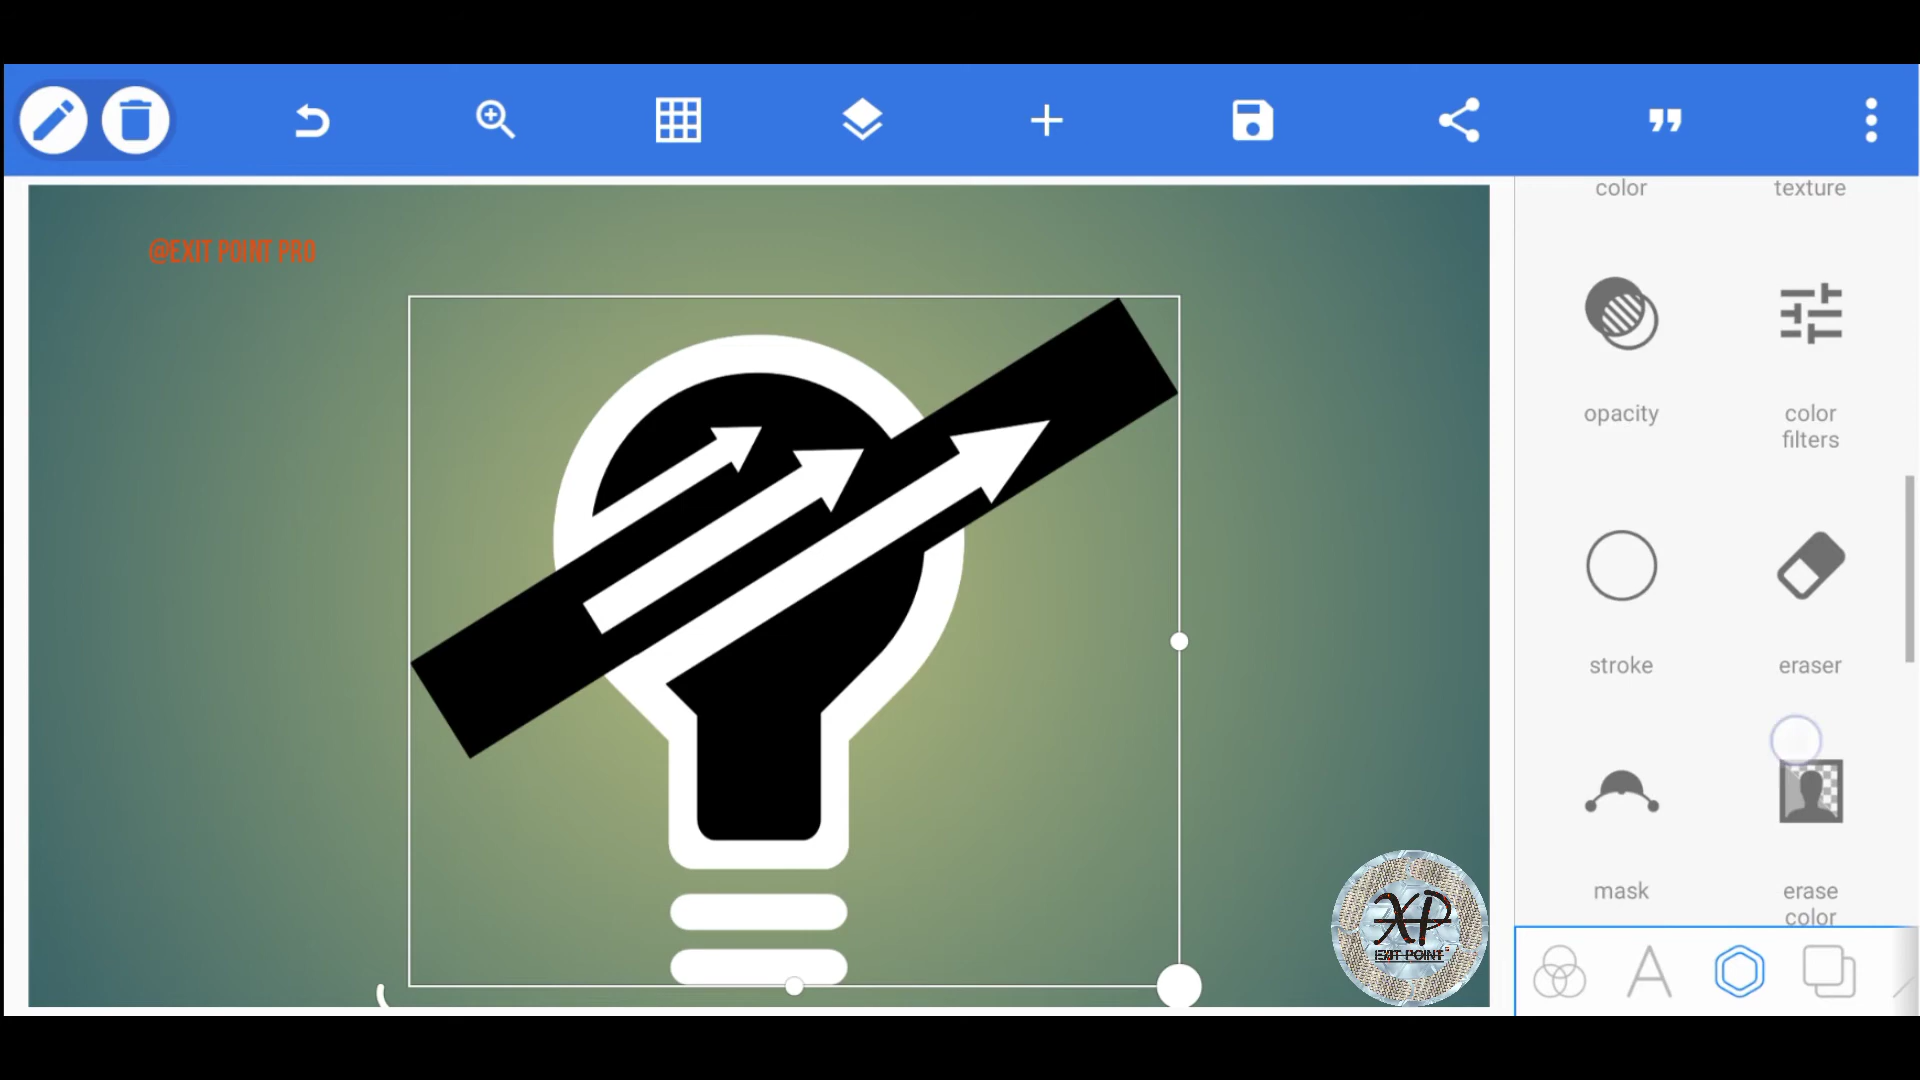 color
texture
@EXIT POINT PRO
opacity
color
filters
stroke
eraser
mask
erase
color
XP
EXIT POINT